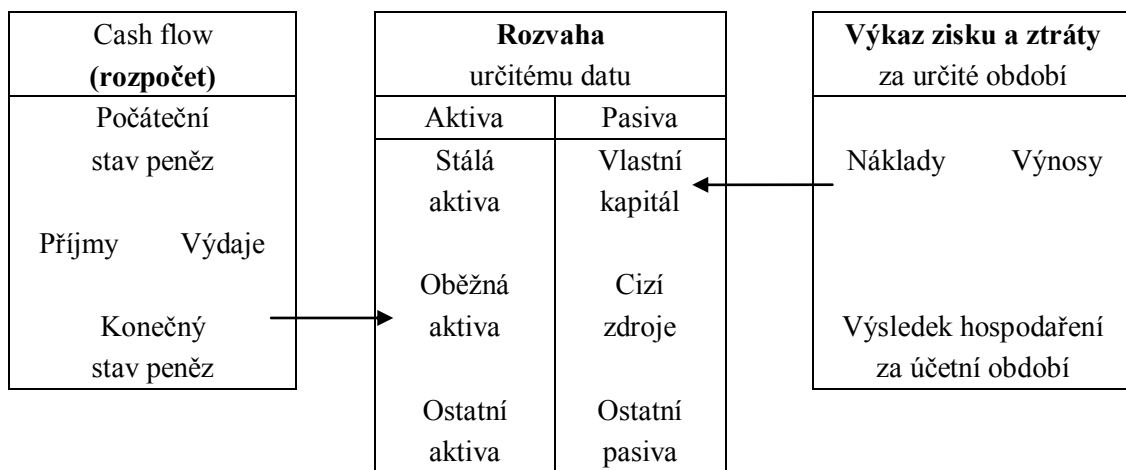 Cash flow
(rozpočet)
Počáteční
stav peněz
Příjmy Výdaje
Konečný
stav peněz
Rozvaha
určitému datu
Aktiva Pasiva
Stálá Vlastní
aktiva kapitál
Oběžná Cizí
aktiva zdroje
Ostatní Ostatní
aktiva pasiva
Výkaz zisku a ztráty
za určité období
Náklady Výnosy
Výsledek hospodaření
za účetní období